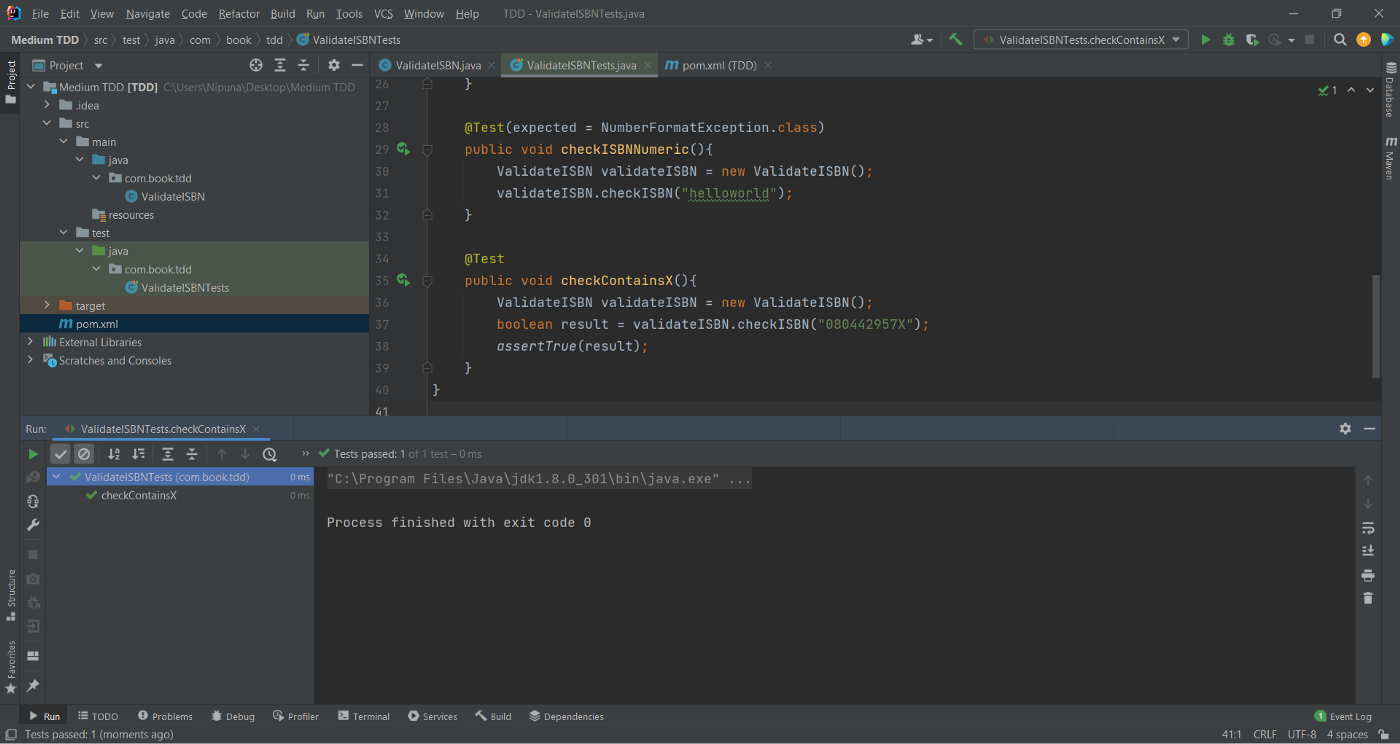 File Edit View Navigate Code Refactor Build Run Tools VCS Window Help TDD - ValidateISBNTests.java
Medium TDD src test java com book tdd ValidateISBNTests
ValidateISBNTests.checkContainsX
Project
Project
ValidateISBN.java
ValidateISBNTests.java
pom.xml (TDD)
Medium TDD [TDD] C:\Users\Nipuna\Desktop\Medium TDD
.idea
src
main
java
com.book.tdd
ValidateISBN
resources
test
java
com.book.tdd
ValidateISBNTests
target
pom.xml
External Libraries
Scratches and Consoles
26 }
27
28 @Test(expected = NumberFormatException.class)
29 public void checkISBNNumeric(){
30 ValidateISBN validateISBN = new ValidateISBN();
31 validateISBN.checkISBN("helloworld");
32 }
33
34 @Test
35 public void checkContainsX(){
36 ValidateISBN validateISBN = new ValidateISBN();
37 boolean result = validateISBN.checkISBN("080442957X");
38 assertTrue(result);
39 }
40 }
41
1
Database
Maven
Run: ValidateISBNTests.checkContainsX
Tests passed: 1 of 1 test – 0 ms
ValidateISBNTests (com.book.tdd) 0 ms
checkContainsX 0 ms
"C:\Program Files\Java\jdk1.8.0_301\bin\java.exe" ...
Process finished with exit code 0
Structure
Favorites
Run TODO Problems Debug Profiler Terminal Services Build Dependencies 1 Event Log
Tests passed: 1 (moments ago) 41:1 CRLF UTF-8 4 spaces